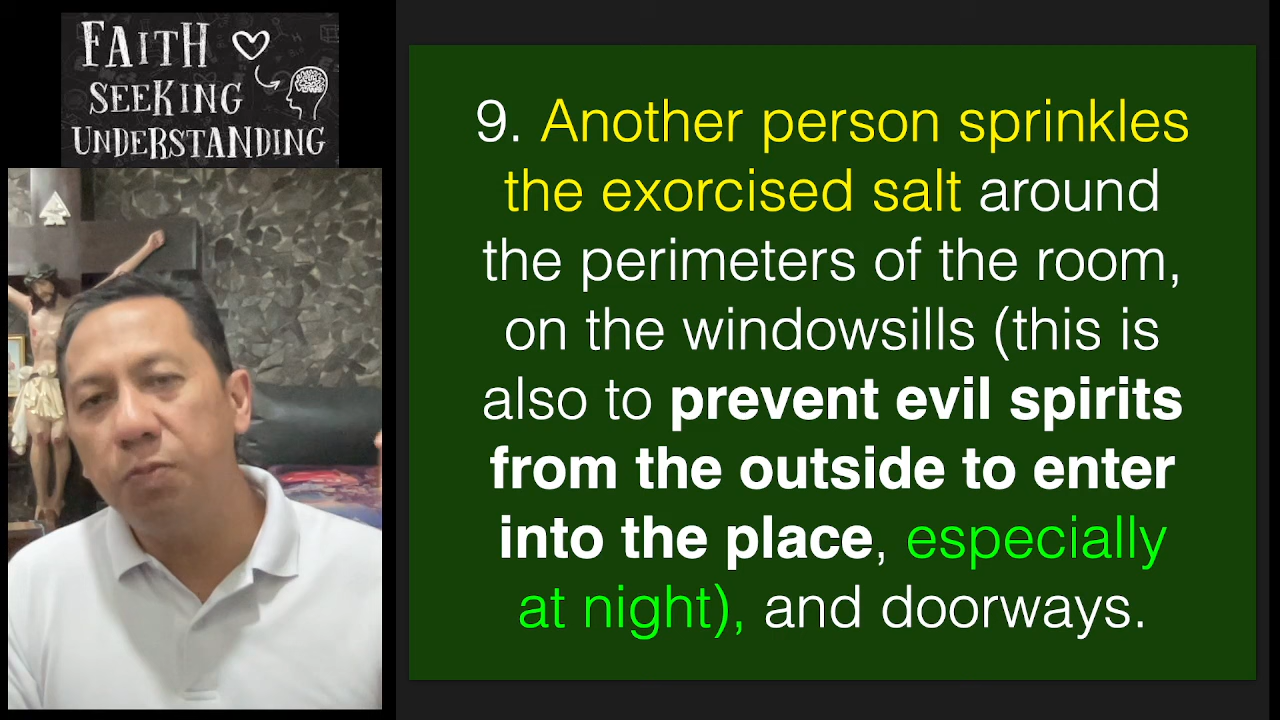 FAITH
SEEKING
UNDERSTANDING
9. Another person sprinkles
the exorcised salt around
the perimeters of the room,
on the windowsills (this is
also to prevent evil spirits
from the outside to enter
into the place, especially
at night), and doorways.